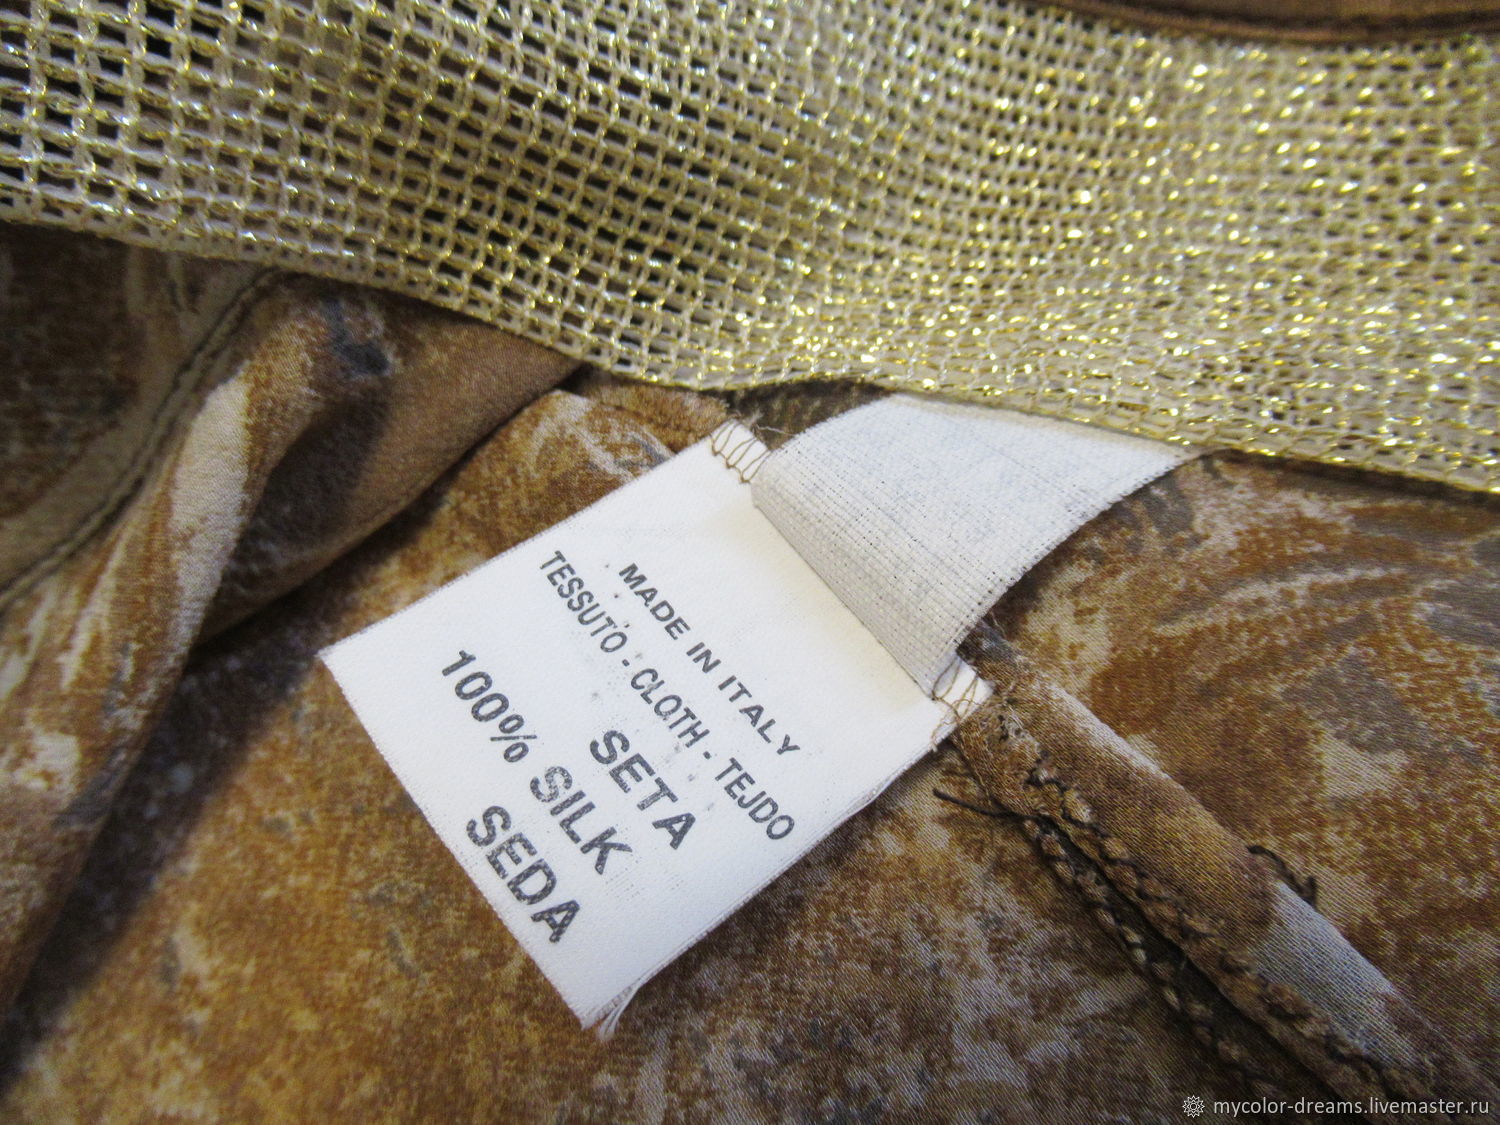 MADE IN ITALY
TESSUTO - CLOTH - TEJDO
SETA
100% SILK
SEDA
mycolor-dreams.livemaster.ru